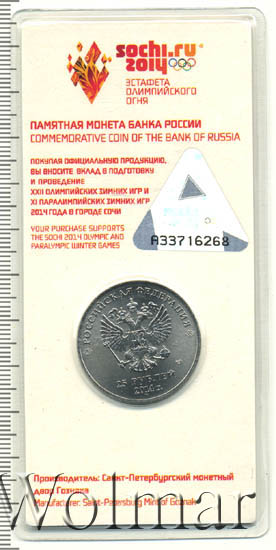 sochi.ru
2014
ЭСТАФЕТА
ОЛИМПИЙСКОГО
ОГНЯ
ПАМЯТНАЯ МОНЕТА БАНКА РОССИИ
COMMEMORATIVE COIN OF THE BANK OF RUSSIA
ПОКУПАЯ ОФИЦИАЛЬНУЮ ПРОДУКЦИЮ,
ВЫ ВНОСИТЕ ВКЛАД В ПОДГОТОВКУ
И ПРОВЕДЕНИЕ
XXII ОЛИМПИЙСКИХ ЗИМНИХ ИГР И
XI ПАРАЛИМПИЙСКИХ ЗИМНИХ ИГР
2014 ГОДА В ГОРОДЕ СОЧИ
YOUR PURCHASE SUPPORTS
THE SOCHI 2014 OLYMPIC AND
PARALYMPIC WINTER GAMES
A33716268
РОССИЙСКАЯ ФЕДЕРАЦИЯ
25 РУБЛЕЙ
2014 г.
Производитель: Санкт-Петербургский монетный
двор Гознака
Manufacturer: Saint-Petersburg Mint of Goznak
Wolmar